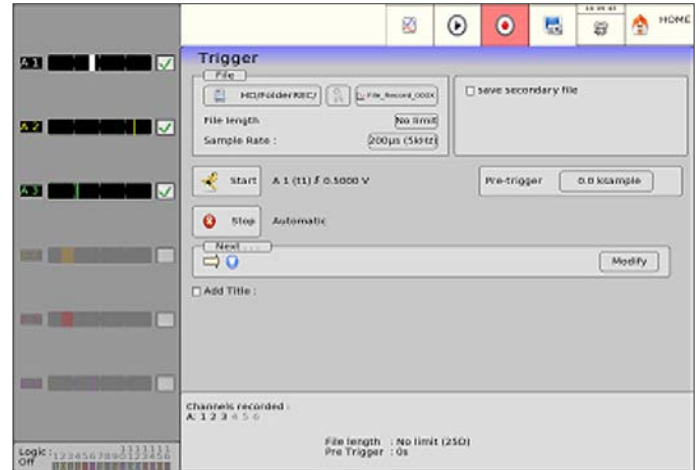 HOME
A 1
A 2
A 3
Trigger
File
HD/FolderREC/
File_Record_000X
save secondary file
File length
No limit
Sample Rate :
200µs (5kHz)
Start
A 1 (t1) ƒ 0.5000 V
Pre-trigger
0.0 ksample
Stop
Automatic
Next . . .
Modify
Add Title :
Channels recorded :
A: 1 2 3 4 5 6
File length : No limit (25D)
Pre Trigger : 0s
Logic :
1234567890123456
Off